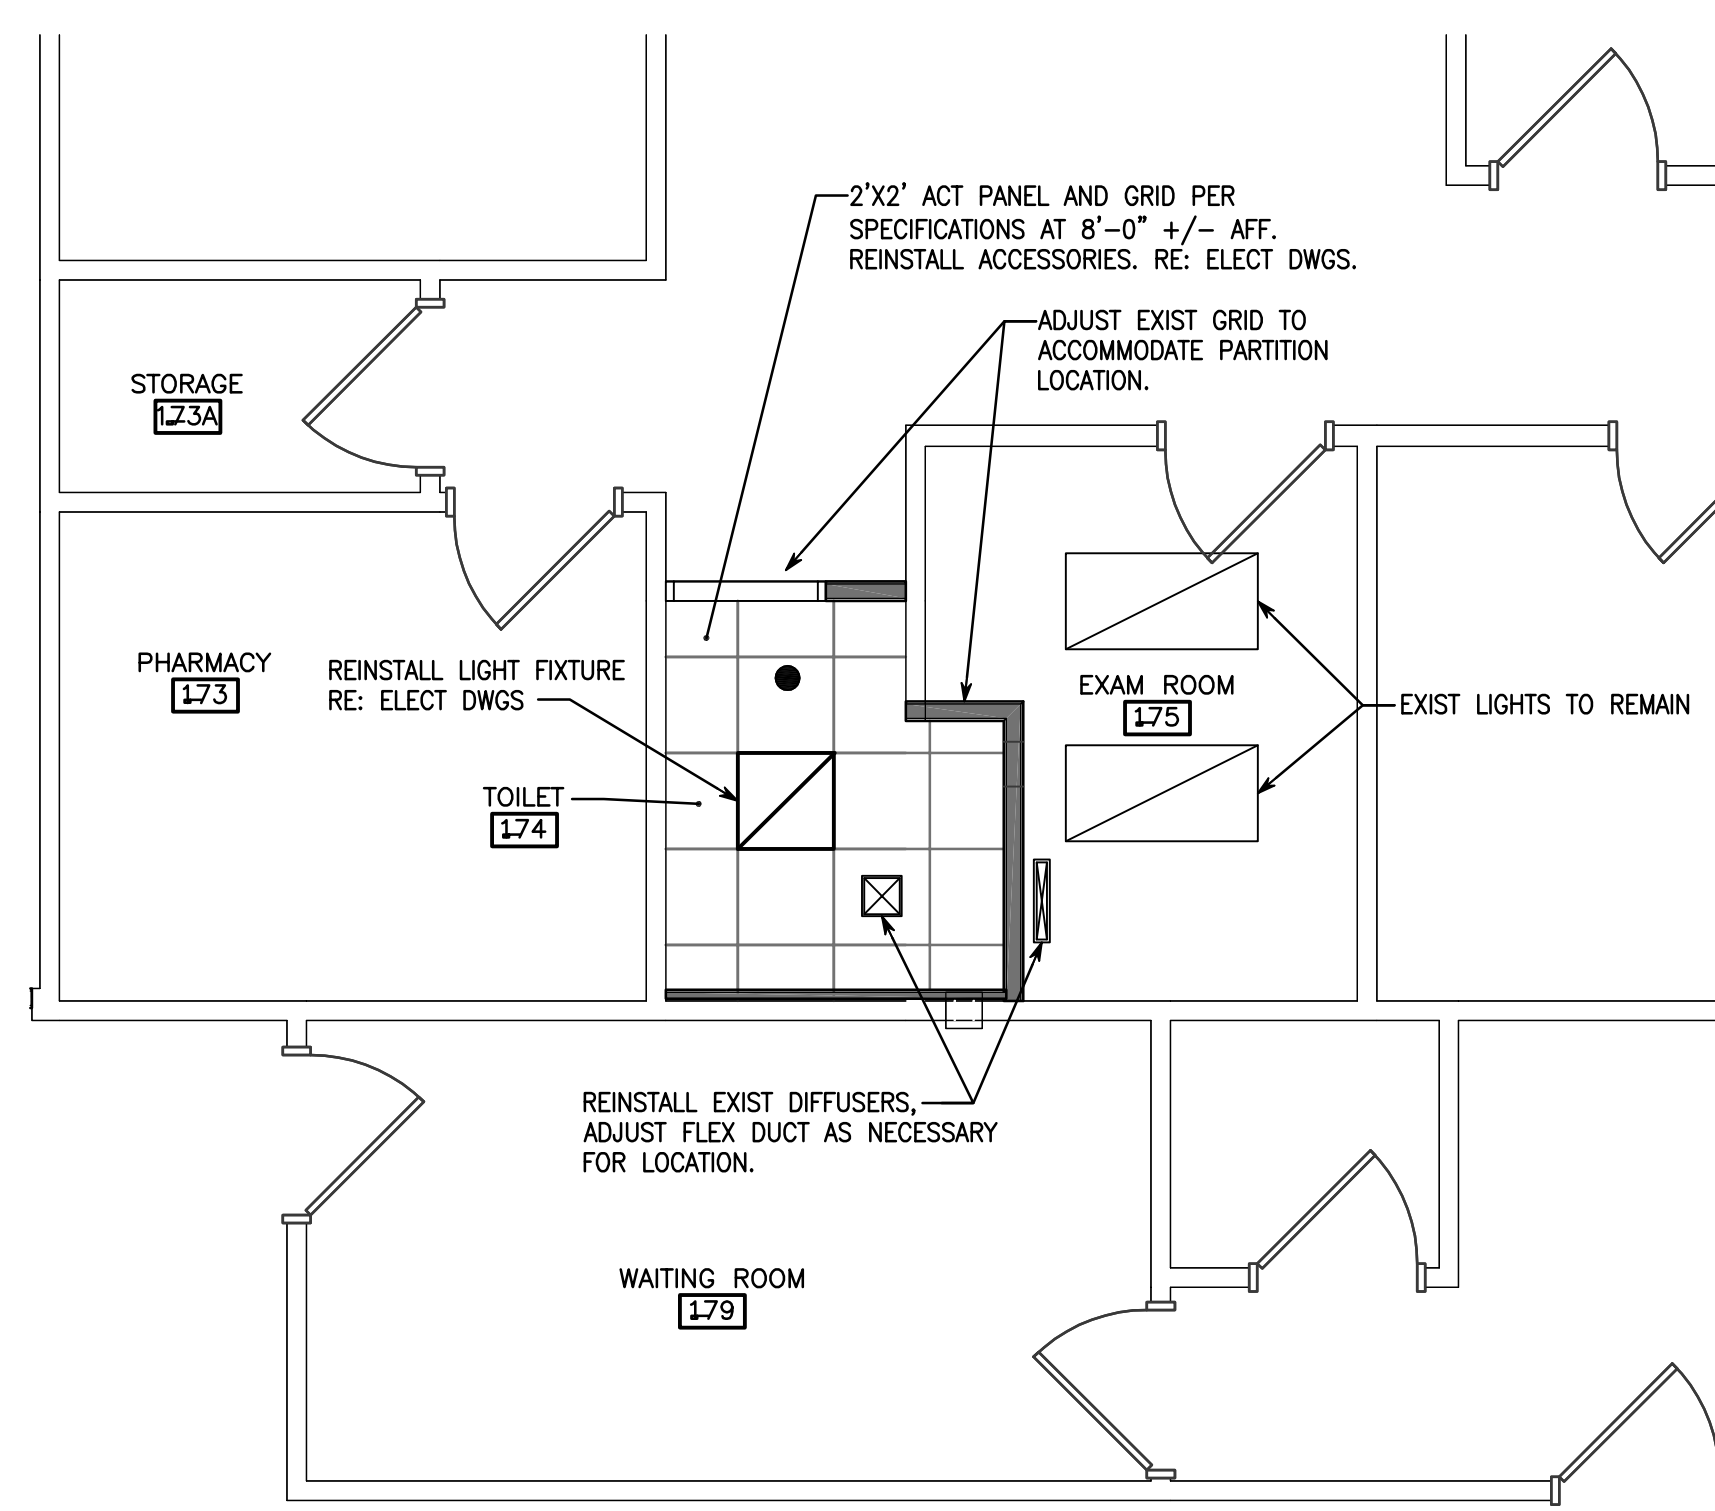 2'X2' ACT PANEL AND GRID PER
SPECIFICATIONS AT 8'-0" +/- AFF.
REINSTALL ACCESSORIES. RE: ELECT DWGS.
ADJUST EXIST GRID TO
ACCOMMODATE PARTITION
LOCATION.
STORAGE
173A
PHARMACY
173
REINSTALL LIGHT FIXTURE
RE: ELECT DWGS
EXAM ROOM
175
EXIST LIGHTS TO REMAIN
TOILET
174
REINSTALL EXIST DIFFUSERS,
ADJUST FLEX DUCT AS NECESSARY
FOR LOCATION.
WAITING ROOM
179